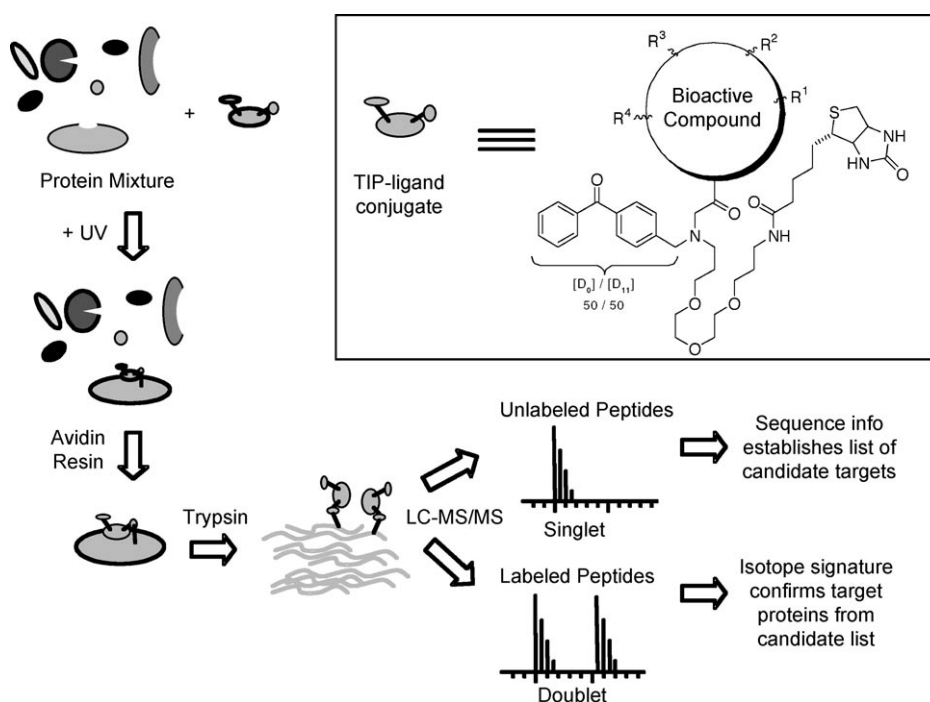 Protein Mixture
+
+ UV
Avidin
Resin
Trypsin
LC-MS/MS
TIP-ligand
conjugate
R³
R²
R¹
R⁴
Bioactive
Compound
S
NH
HN
O
O
O
O
N
NH
[D₀] / [D₁₁]
50 / 50
O
O
O
Unlabeled Peptides
Singlet
Sequence info
establishes list of
candidate targets
Labeled Peptides
Doublet
Isotope signature
confirms target
proteins from
candidate list